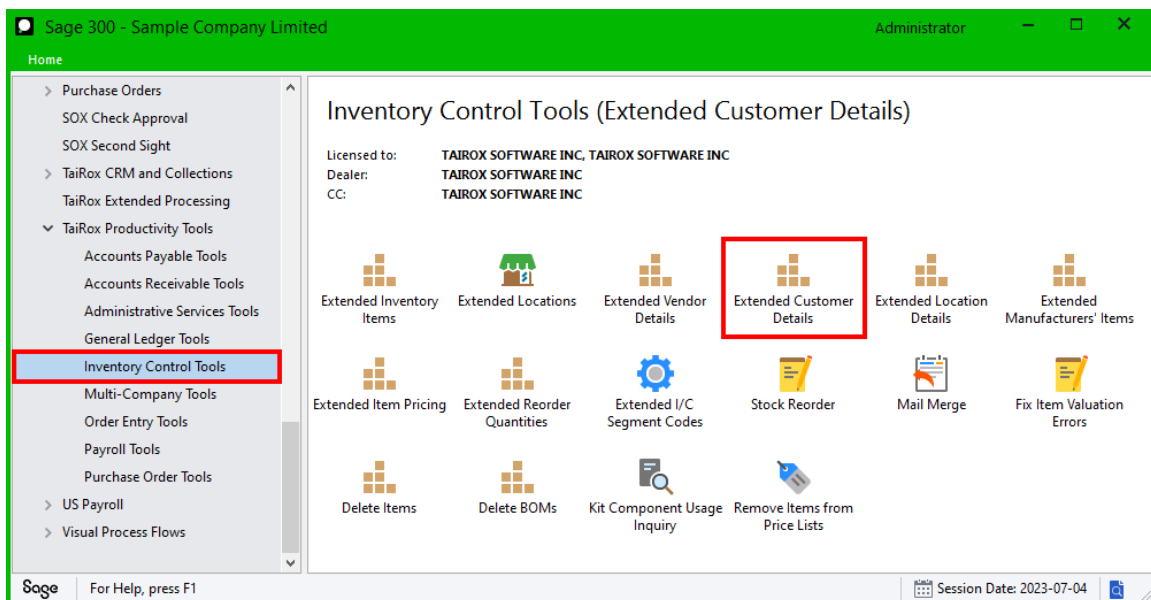 Sage 300 - Sample Company Limited
Administrator
Home
Purchase Orders
SOX Check Approval
SOX Second Sight
TaiRox CRM and Collections
TaiRox Extended Processing
TaiRox Productivity Tools
Accounts Payable Tools
Accounts Receivable Tools
Administrative Services Tools
General Ledger Tools
Inventory Control Tools
Multi-Company Tools
Order Entry Tools
Payroll Tools
Purchase Order Tools
US Payroll
Visual Process Flows
Inventory Control Tools (Extended Customer Details)
Licensed to: TAIROX SOFTWARE INC, TAIROX SOFTWARE INC
Dealer: TAIROX SOFTWARE INC
CC: TAIROX SOFTWARE INC
Extended Inventory
Items
Extended Locations
Extended Vendor
Details
Extended Customer
Details
Extended Location
Details
Extended
Manufacturers' Items
Extended Item Pricing
Extended Reorder
Quantities
Extended I/C
Segment Codes
Stock Reorder
Mail Merge
Fix Item Valuation
Errors
Delete Items
Delete BOMs
Kit Component Usage
Inquiry
Remove Items from
Price Lists
Sage
For Help, press F1
Session Date: 2023-07-04